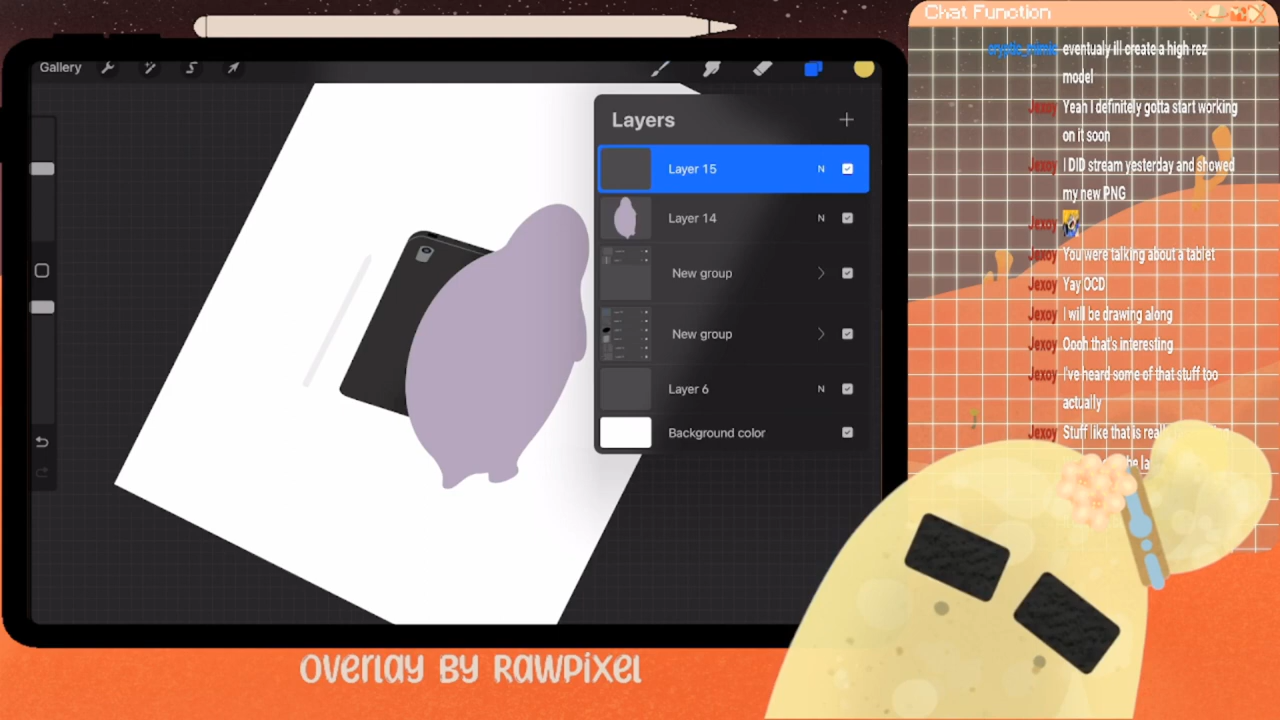 Chat Function
Gallery
Layers
Layer 15
N
Layer 14
N
New group
New group
Layer 6
N
Background color
cryptic_mimic eventualy ill create a high rez
model
Jexoy Yeah I definitely gotta start working
on it soon
Jexoy I DID stream yesterday and showed
my new PNG
Jexoy
Jexoy You were talking about a tablet
Jexoy Yay OCD
Jexoy I will be drawing along
Jexoy Oooh that's interesting
Jexoy I've heard some of that stuff too
actually
Jexoy Stuff like that is
OVERLAY BY RAWPIXEL